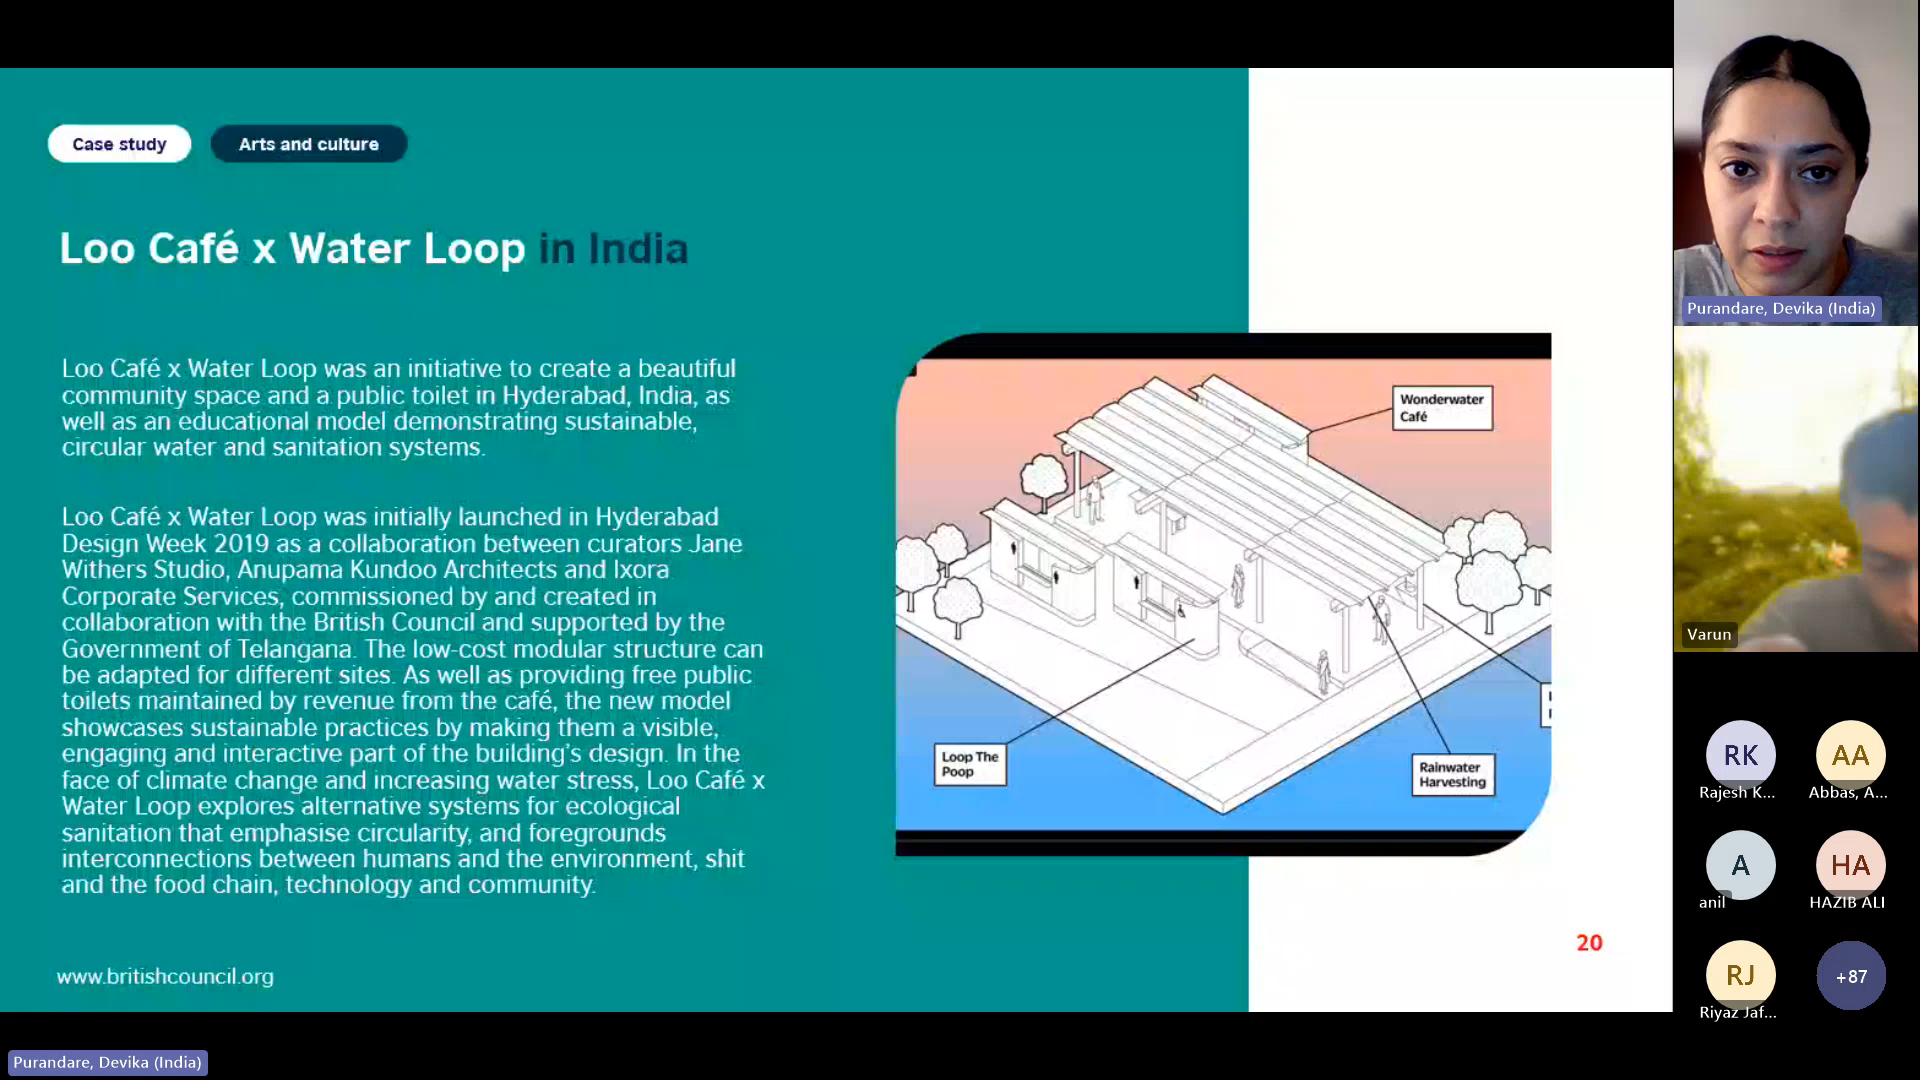 Case study
Arts and culture
Loo Café x Water Loop in India
Loo Café x Water Loop was an initiative to create a beautiful
community space and a public toilet in Hyderabad, India, as
well as an educational model demonstrating sustainable,
circular water and sanitation systems.
Loo Café x Water Loop was initially launched in Hyderabad
Design Week 2019 as a collaboration between curators Jane
Withers Studio, Anupama Kundoo Architects and Ixora
Corporate Services, commissioned by and created in
collaboration with the British Council and supported by the
Government of Telangana. The low-cost modular structure can
be adapted for different sites. As well as providing free public
toilets maintained by revenue from the café, the new model
showcases sustainable practices by making them a visible,
engaging and interactive part of the building's design. In the
face of climate change and increasing water stress, Loo Café x
Water Loop explores alternative systems for ecological
sanitation that emphasise circularity, and foregrounds
interconnections between humans and the environment, shit
and the food chain, technology and community.
www.britishcouncil.org
Wonderwater
Café
Loop The
Poop
Rainwater
Harvesting
20
Purandare, Devika (India)
Varun
RK
Rajesh K...
AA
Abbas, A...
A
anil
HA
HAZIB ALI
RJ
Riyaz Jaf...
+87
Purandare, Devika (India)